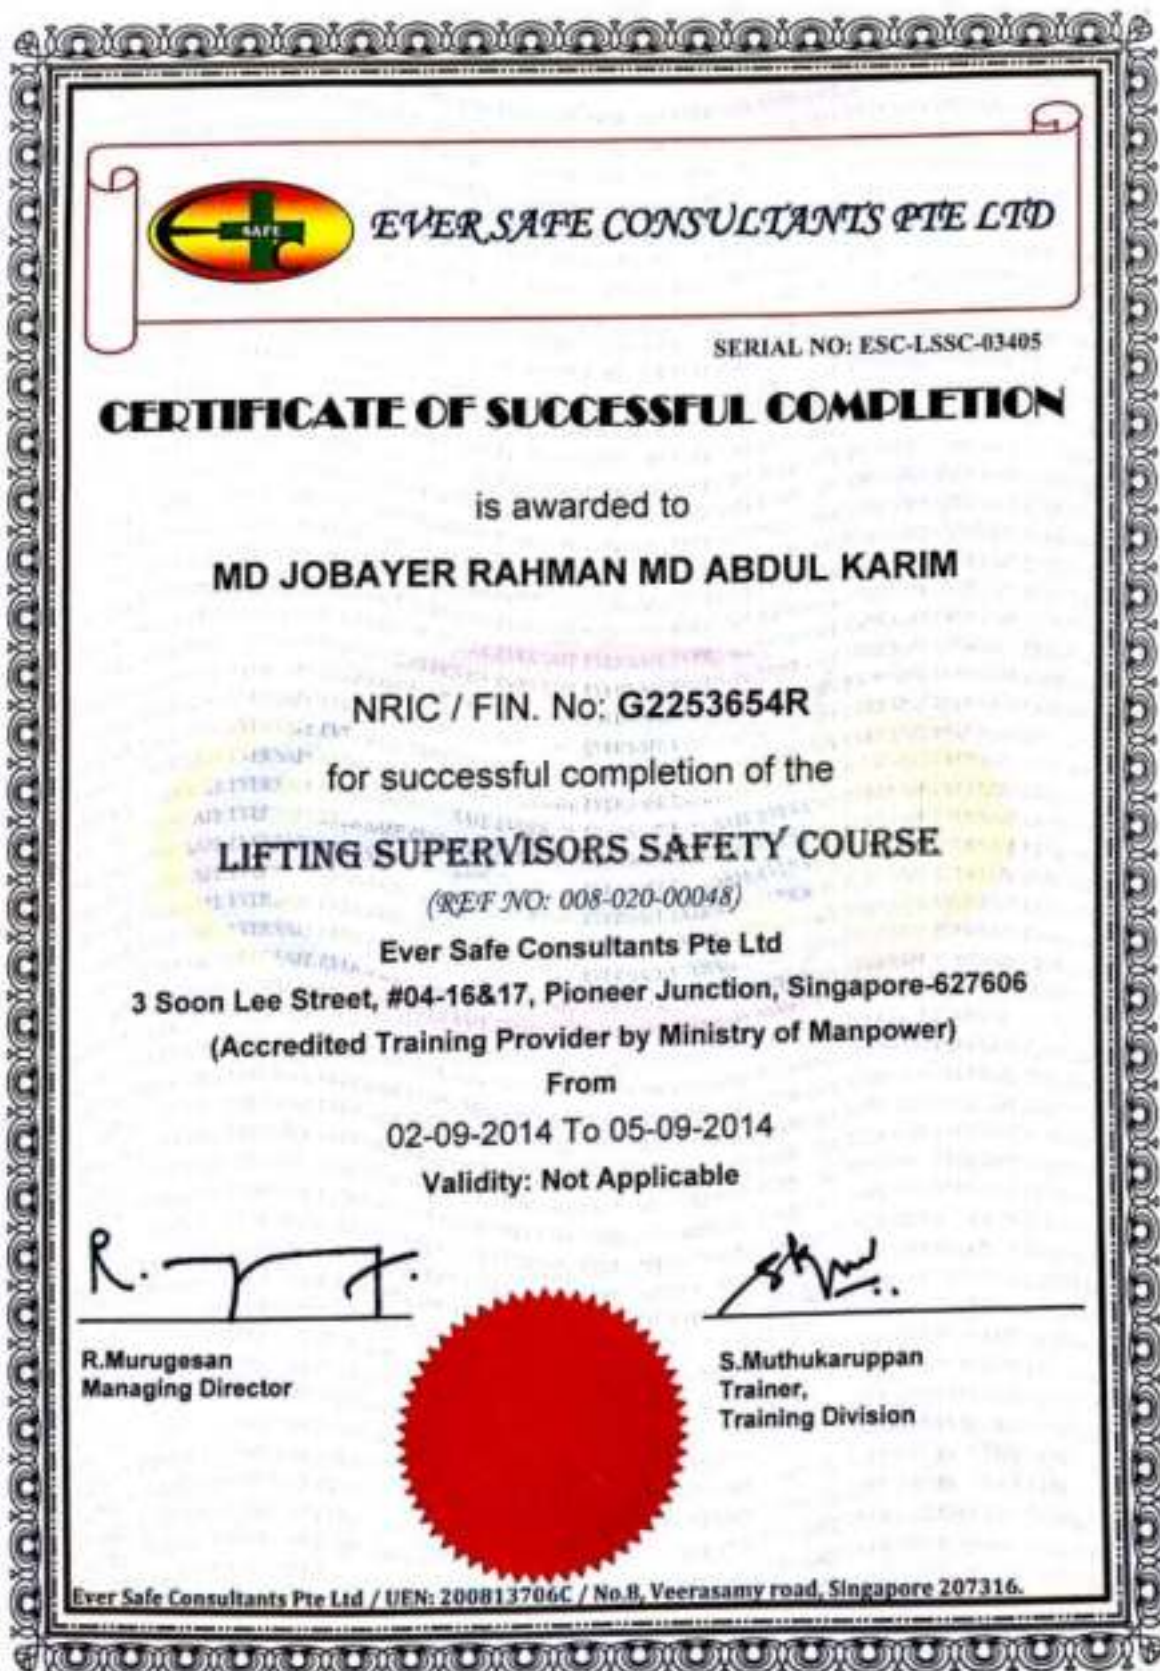 SAFE
EVER SAFE CONSULTANTS PTE LTD
SERIAL NO: ESC-LSSC-03405
CERTIFICATE OF SUCCESSFUL COMPLETION
is awarded to
MD JOBAYER RAHMAN MD ABDUL KARIM
NRIC / FIN. No: G2253654R
for successful completion of the
LIFTING SUPERVISORS SAFETY COURSE
(REF NO: 008-020-00048)
Ever Safe Consultants Pte Ltd
3 Soon Lee Street, #04-16&17, Pioneer Junction, Singapore-627606
(Accredited Training Provider by Ministry of Manpower)
From
02-09-2014 To 05-09-2014
Validity: Not Applicable
R.Murugesan
Managing Director
S.Muthukaruppan
Trainer,
Training Division
Ever Safe Consultants Pte Ltd / UEN: 200813706C / No.8, Veerasamy road, Singapore 207316.